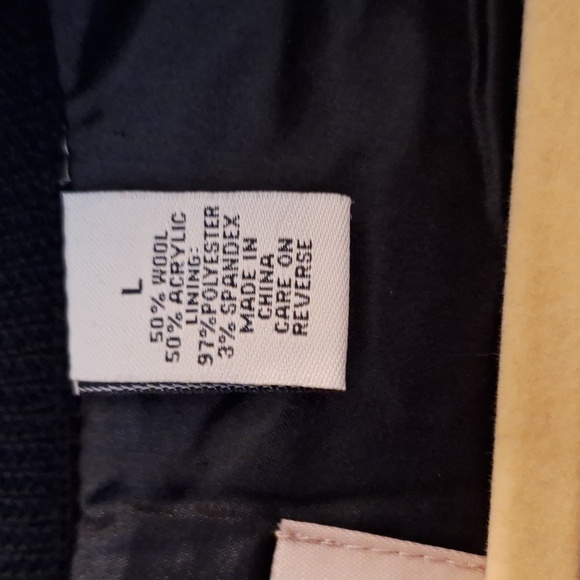 L
50% WOOL
50% ACRYLIC
LINING:
97%POLYESTER
3% SPANDEX
MADE IN
CHINA
CARE ON
REVERSE